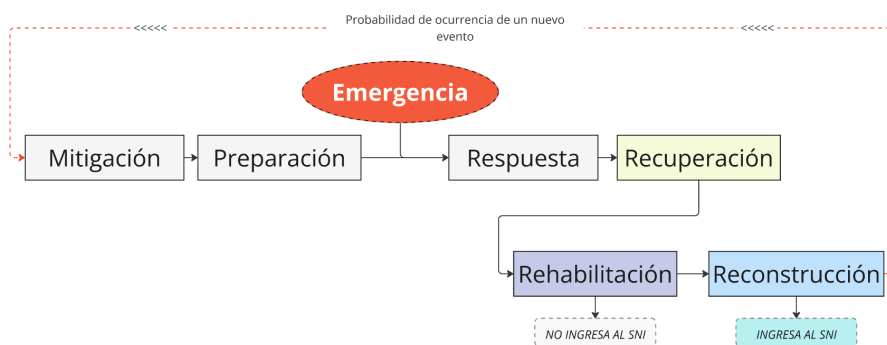 Probabilidad de ocurrencia de un nuevo
<<<<< <<<<<
evento
Emergencia
Mitigación
Preparación
Respuesta
Recuperación
Rehabilitación
Reconstrucción
NO INGRESA AL SNI
INGRESA AL SNI